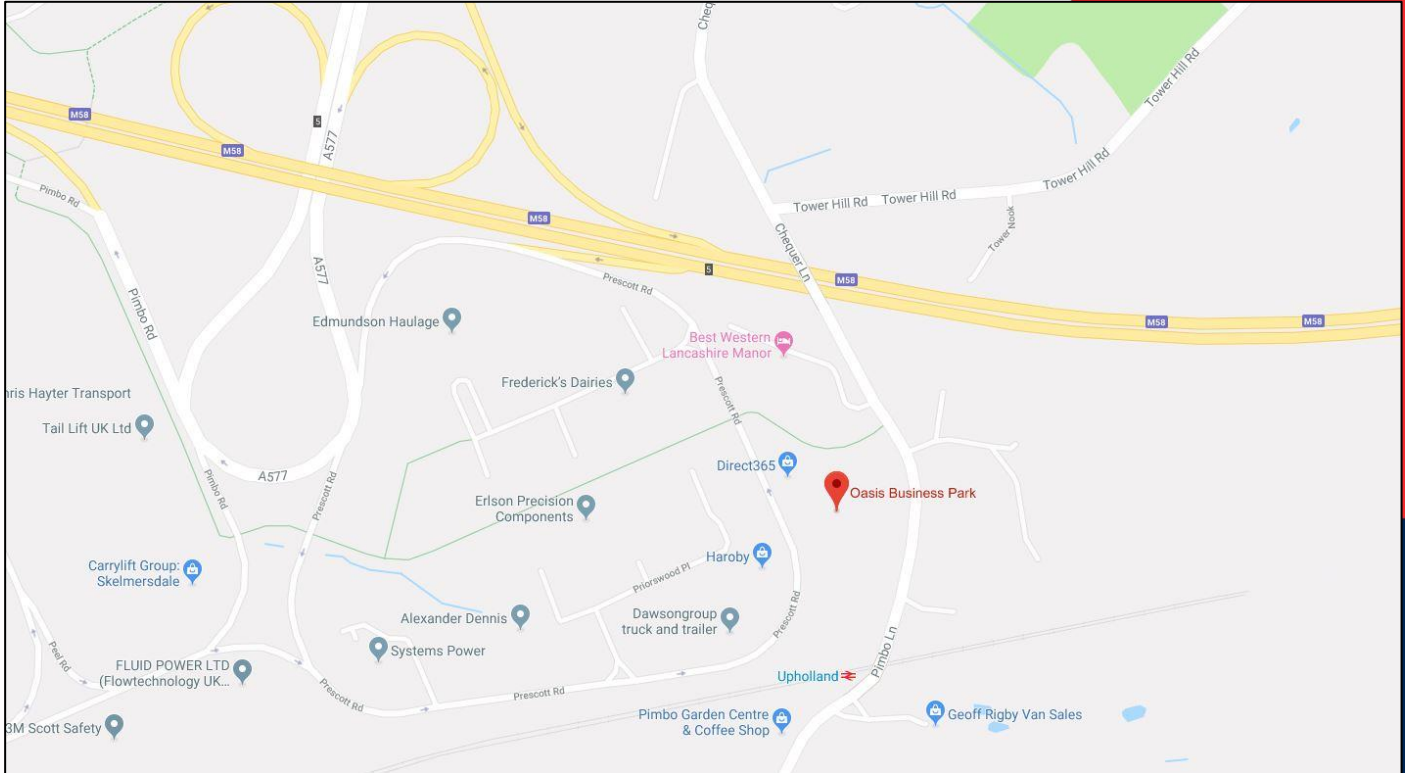 Cheq
Tower Hill Rd
M58
5
A577
M58
Tower Hill Rd
Pimbo Rd
Tower Hill Rd
Tower Hill Rd
M58
Tower Nook
Chequer Ln
A577
5
M58
Prescott Rd
Pimbo Rd
Edmundson Haulage
M58
M58
Best Western
Lancashire Manor
Frederick's Dairies
Prescott Rd
hris Hayter Transport
Tail Lift UK Ltd
Direct365
A577
Pimbo Rd
Prescott Rd
Oasis Business Park
Erlson Precision
Components
Haroby
Carrylift Group:
Skelmersdale
Priorswood Pl
Alexander Dennis
Dawsongroup
truck and trailer
Prescott Rd
Systems Power
Peel Rd
Pimbo Ln
FLUID POWER LTD
(Flowtechnology UK...
Upholland
Prescott Rd
Prescott Rd
Pimbo Garden Centre
& Coffee Shop
Geoff Rigby Van Sales
3M Scott Safety